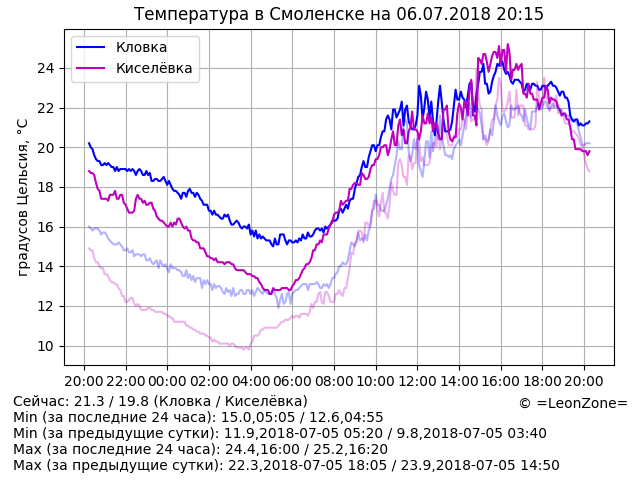 Температура в Смоленске на 06.07.2018 20:15
Кловка
Киселёвка
градусов Цельсия, °C
24
22
20
18
16
14
12
10
20:00 22:00 00:00 02:00 04:00 06:00 08:00 10:00 12:00 14:00 16:00 18:00 20:00
Сейчас: 21.3 / 19.8 (Кловка / Киселёвка)
© =LeonZone=
Min (за последние 24 часа): 15.0,05:05 / 12.6,04:55
Min (за предыдущие сутки): 11.9,2018-07-05 05:20 / 9.8,2018-07-05 03:40
Max (за последние 24 часа): 24.4,16:00 / 25.2,16:20
Max (за предыдущие сутки): 22.3,2018-07-05 18:05 / 23.9,2018-07-05 14:50